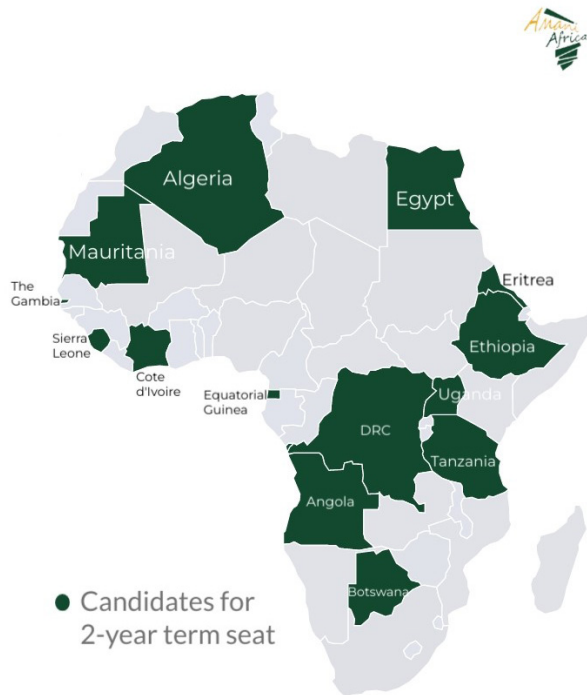 Amani
Africa
Algeria
Egypt
Mauritania
The
Gambia
Eritrea
Sierra
Leone
Ethiopia
Cote
d'Ivoire
Equatorial
Guinea
Uganda
DRC
Tanzania
Angola
Botswana
Candidates for
2-year term seat